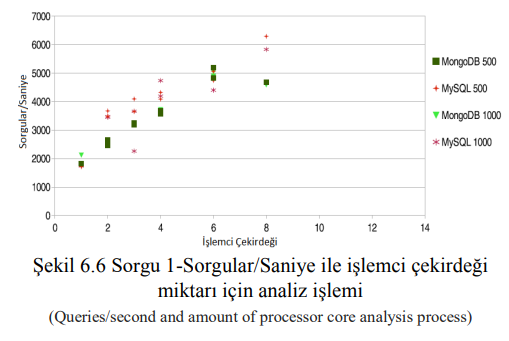 7000
6000
5000
4000
3000
2000
1000
0
Sorgular/Saniye
0 2 4 6 8 10 12 14
İşlemci Çekirdeği
MongoDB 500
MySQL 500
MongoDB 1000
MySQL 1000
Şekil 6.6 Sorgu 1-Sorgular/Saniye ile işlemci çekirdeği
miktarı için analiz işlemi
(Queries/second and amount of processor core analysis process)